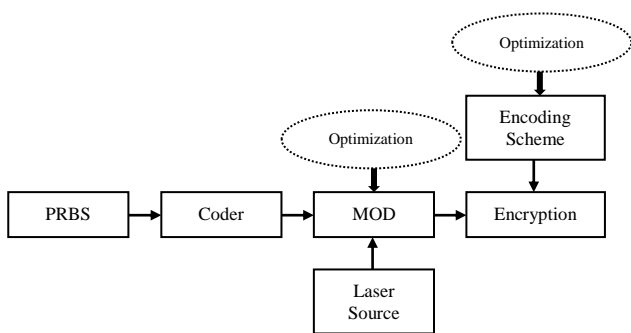 Optimization
Encoding
Scheme
Optimization
PRBS
Coder
MOD
Encryption
Laser
Source